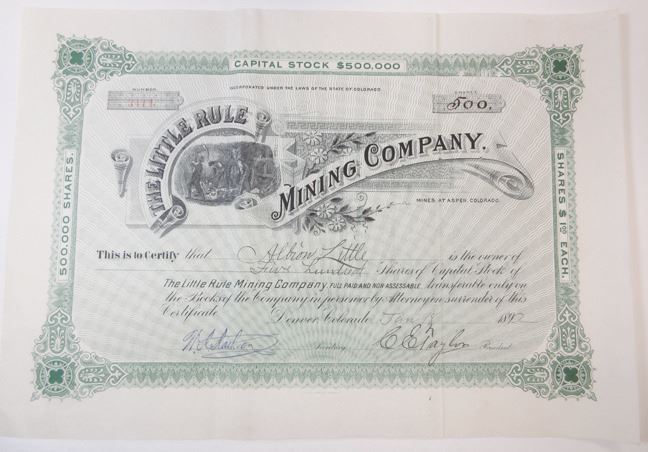 CAPITAL STOCK $500,000
INCORPORATED UNDER THE LAWS OF THE STATE OF COLORADO.
NUMBER
SHARES
500.
THE LITTLE RULE
MINING COMPANY.
MINES AT ASPEN, COLORADO.
500,000 SHARES.
SHARES $1.00 EACH.
This is to Certify that Albion Little is the owner of
Five hundred Shares of Capital Stock of
The Little Rule Mining Company, FULL PAID AND NON-ASSESSABLE, transferable only on
the Books of the Company in person or by Attorney on surrender of this
Certificate. Denver, Colorado, Jan 1892
C E Taylor
Secretary President